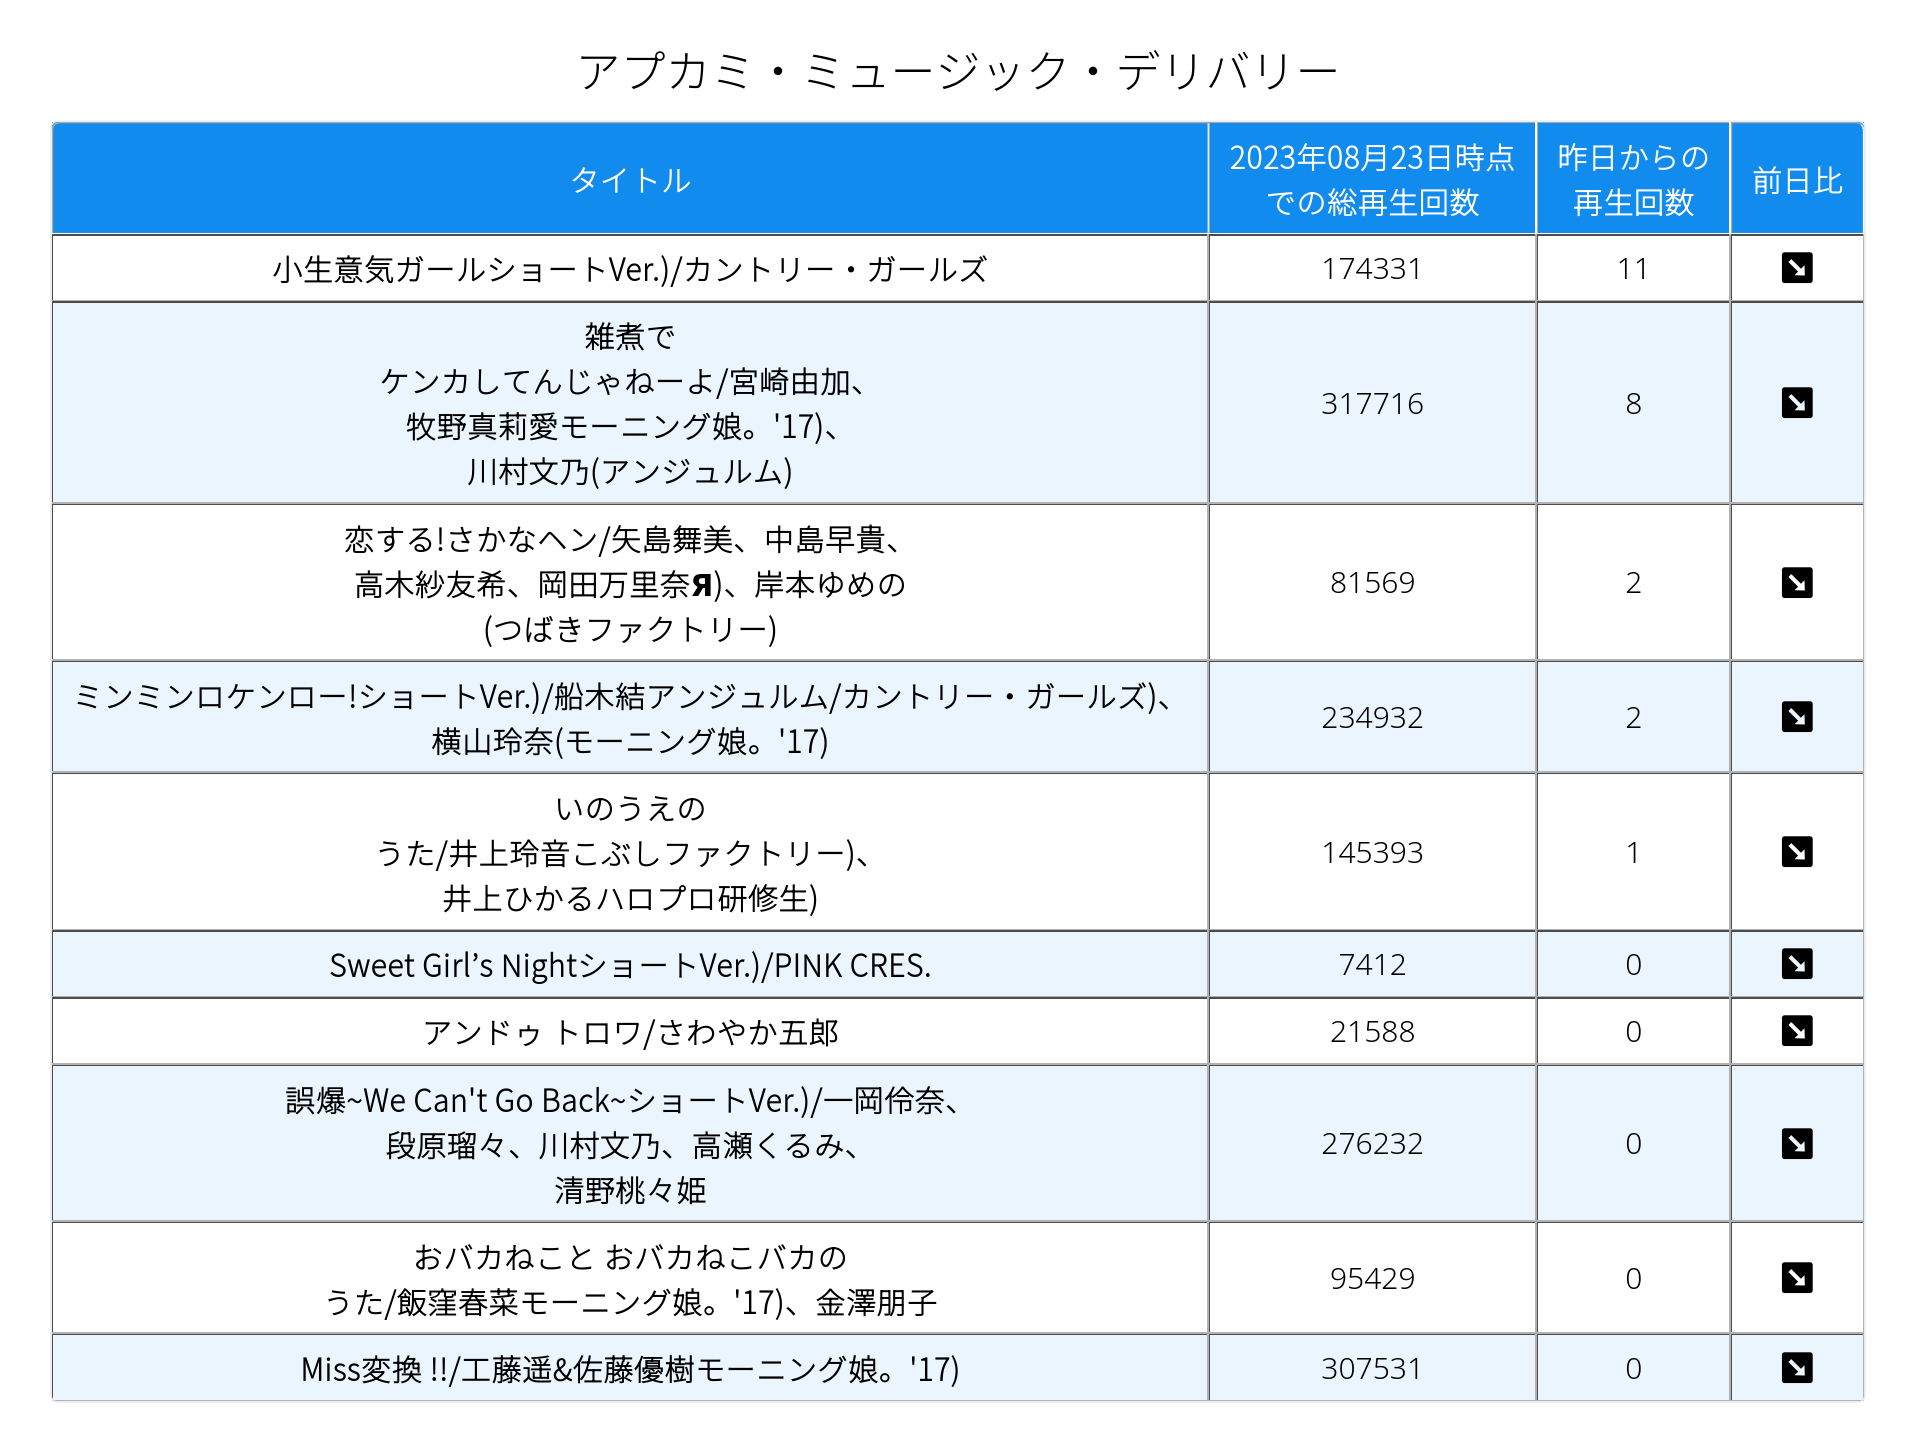 アプカミ・ミュージック・デリバリー
タイトル
2023年08月23日時点
での総再生回数
昨日からの
再生回数
前日比
小生意気ガールショートVer.)/カントリー・ガールズ
174331
11
雑煮で
ケンカしてんじゃねーよ/宮崎由加、
牧野真莉愛モーニング娘。'17)、
川村文乃(アンジュルム)
317716
8
恋する!さかなヘン/矢島舞美、中島早貴、
高木紗友希、岡田万里奈Я)、岸本ゆめの
(つばきファクトリー)
81569
2
ミンミンロケンロー!ショートVer.)/船木結アンジュルム/カントリー・ガールズ)、
横山玲奈(モーニング娘。'17)
234932
2
いのうえの
うた/井上玲音こぶしファクトリー)、
井上ひかるハロプロ研修生)
145393
1
Sweet Girl’s NightショートVer.)/PINK CRES.
7412
0
アンドゥ トロワ/さわやか五郎
21588
0
誤爆~We Can't Go Back~ショートVer.)/一岡伶奈、
段原瑠々、川村文乃、高瀬くるみ、
清野桃々姫
276232
0
おバカねこと おバカねこバカの
うた/飯窪春菜モーニング娘。'17)、金澤朋子
95429
0
Miss変換 !!/工藤遥&佐藤優樹モーニング娘。'17)
307531
0